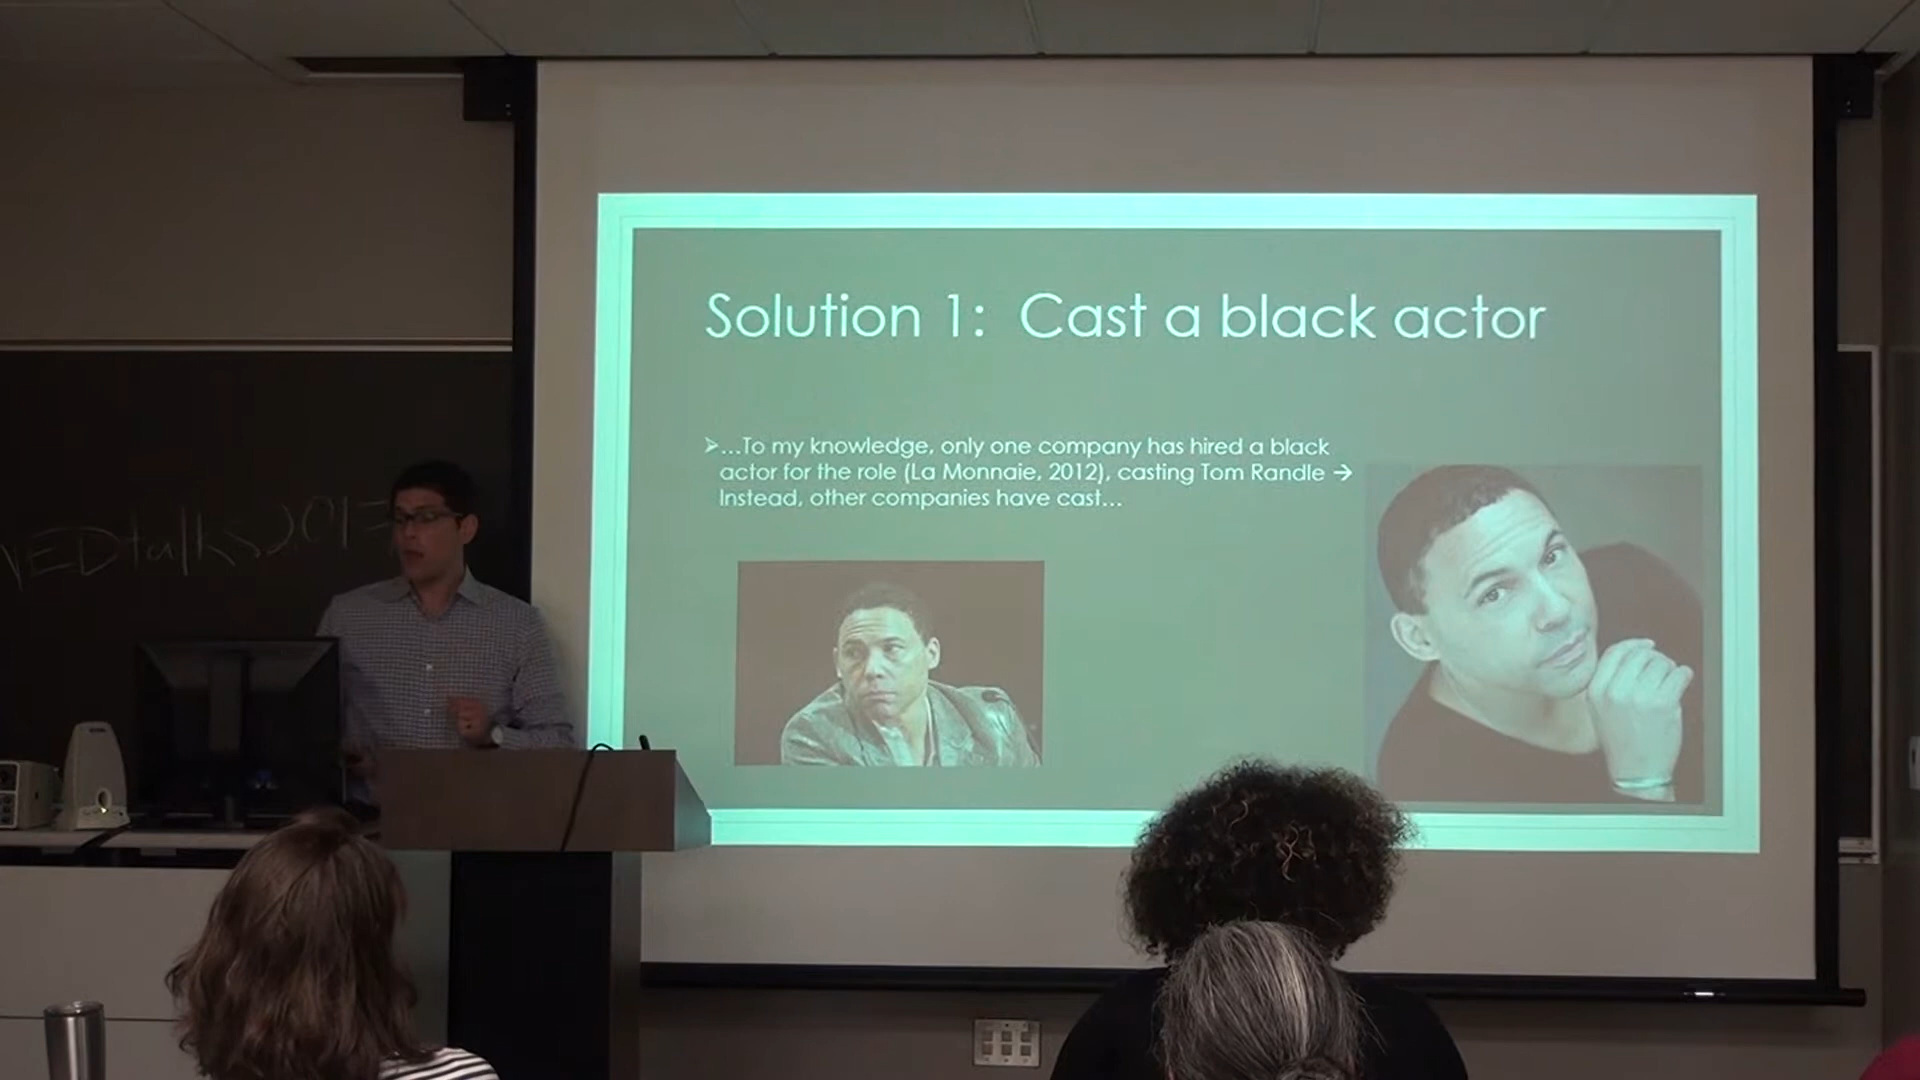 Solution 1: Cast a black actor
➢...To my knowledge, only one company has hired a black
actor for the role (La Monnaie, 2012), casting Tom Randle →
Instead, other companies have cast...
NEDtalks2017